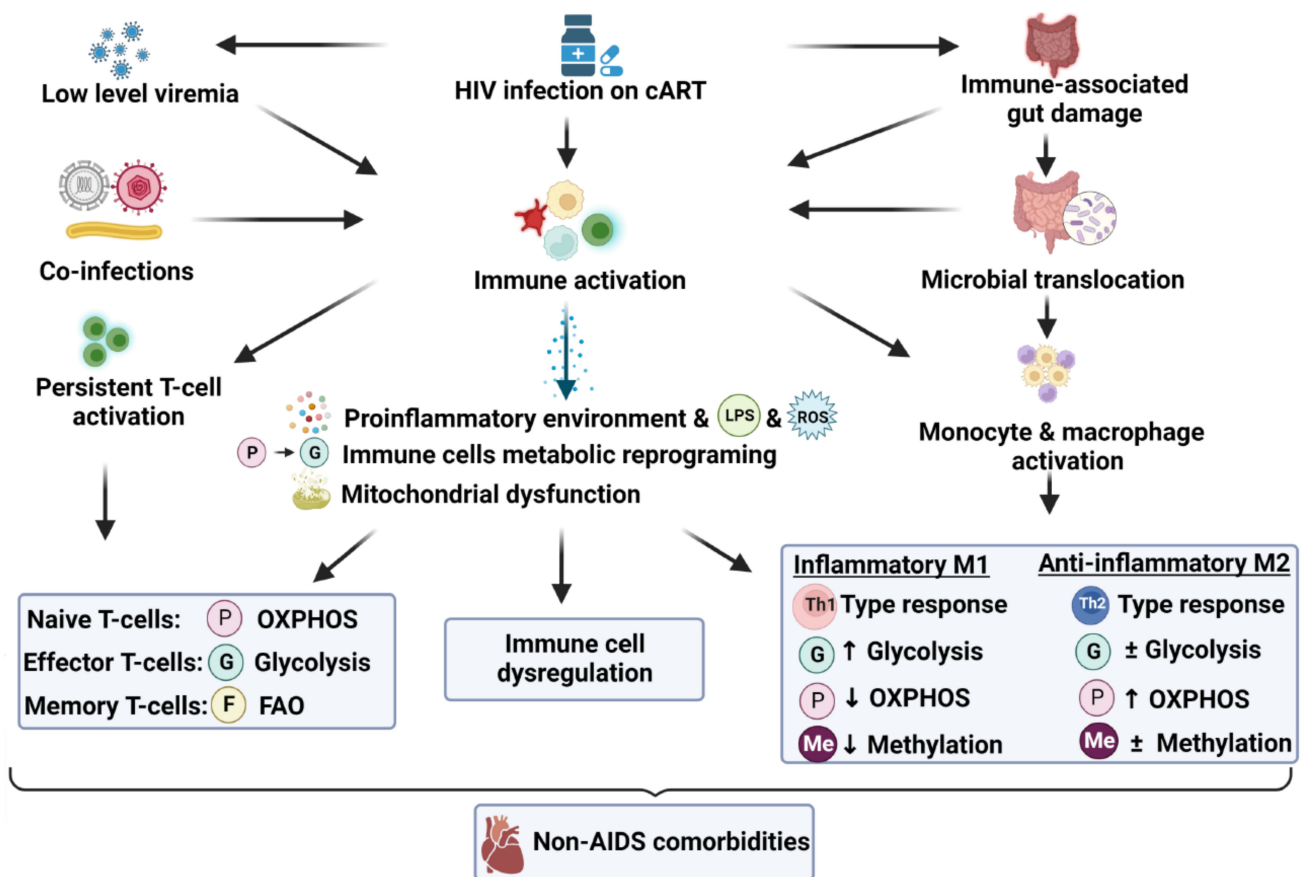 Low level viremia
HIV infection on cART
Immune-associated
gut damage
Co-infections
Immune activation
Microbial translocation
Persistent T-cell
activation
Proinflammatory environment & LPS & ROS
P G Immune cells metabolic reprograming
Mitochondrial dysfunction
Monocyte & macrophage
activation
Naive T-cells: P OXPHOS
Effector T-cells: G Glycolysis
Memory T-cells: F FAO
Immune cell
dysregulation
Inflammatory M1
Th1 Type response
G ↑ Glycolysis
P ↓ OXPHOS
Me ↓ Methylation
Anti-inflammatory M2
Th2 Type response
G ± Glycolysis
P ↑ OXPHOS
Me ± Methylation
Non-AIDS comorbidities